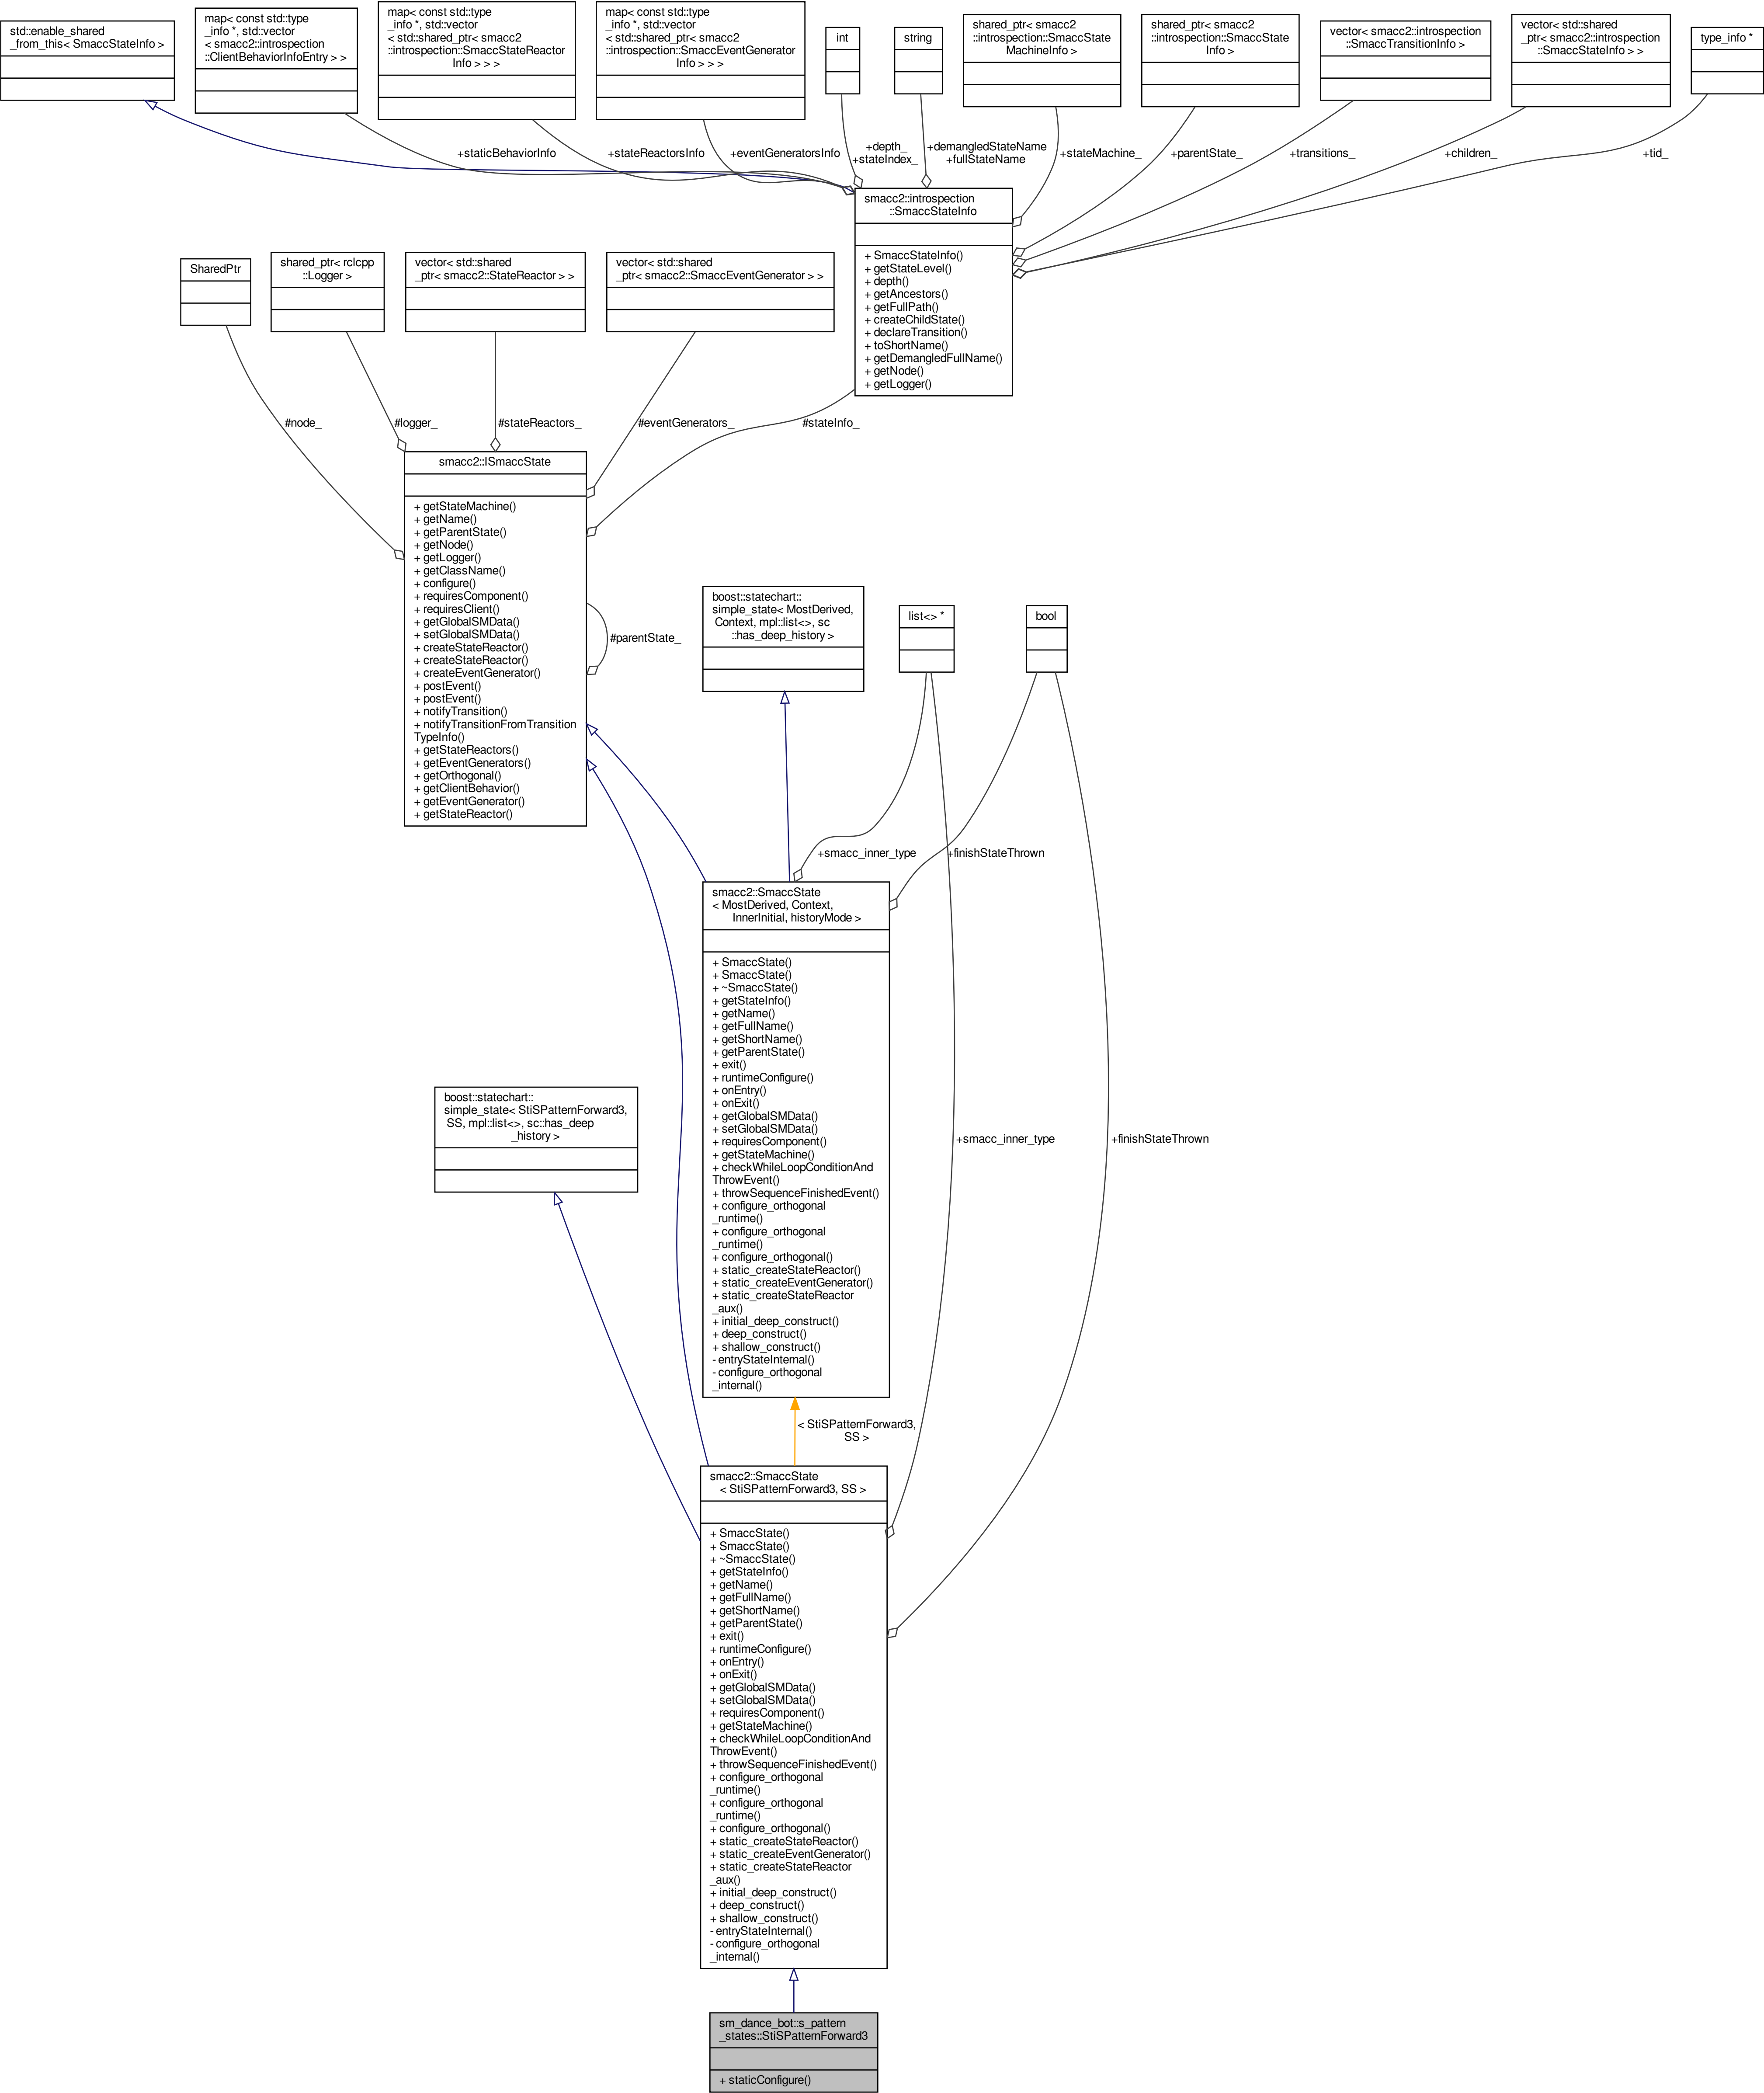 std::enable_shared
_from_this< SmaccStateInfo >
map< const std::type
_info *, std::vector
< smacc2::introspection
::ClientBehaviorInfoEntry > >
map< const std::type
_info *, std::vector
< std::shared_ptr< smacc2
::introspection::SmaccStateReactor
Info > > >
map< const std::type
_info *, std::vector
< std::shared_ptr< smacc2
::introspection::SmaccEventGenerator
Info > > >
int
string
shared_ptr< smacc2
::introspection::SmaccState
MachineInfo >
shared_ptr< smacc2
::introspection::SmaccState
Info >
vector< smacc2::introspection
::SmaccTransitionInfo >
vector< std::shared
_ptr< smacc2::introspection
::SmaccStateInfo > >
type_info *
+staticBehaviorInfo
+stateReactorsInfo
+eventGeneratorsInfo
+depth_
+stateIndex_
+demangledStateName
+fullStateName
+stateMachine_
+parentState_
+transitions_
+children_
+tid_
smacc2::introspection
::SmaccStateInfo
+ SmaccStateInfo()
+ getStateLevel()
+ depth()
+ getAncestors()
+ getFullPath()
+ createChildState()
+ declareTransition()
+ toShortName()
+ getDemangledFullName()
+ getNode()
+ getLogger()
SharedPtr
shared_ptr< rclcpp
::Logger >
vector< std::shared
_ptr< smacc2::StateReactor > >
vector< std::shared
_ptr< smacc2::SmaccEventGenerator > >
#node_
#logger_
#stateReactors_
#eventGenerators_
#stateInfo_
smacc2::ISmaccState
+ getStateMachine()
+ getName()
+ getParentState()
+ getNode()
+ getLogger()
+ getClassName()
+ configure()
+ requiresComponent()
+ requiresClient()
+ getGlobalSMData()
+ setGlobalSMData()
+ createStateReactor()
+ createStateReactor()
+ createEventGenerator()
+ postEvent()
+ postEvent()
+ notifyTransition()
+ notifyTransitionFromTransition
TypeInfo()
+ getStateReactors()
+ getEventGenerators()
+ getOrthogonal()
+ getClientBehavior()
+ getEventGenerator()
+ getStateReactor()
#parentState_
boost::statechart::
simple_state< MostDerived,
Context, mpl::list<>, sc
::has_deep_history >
list<> *
bool
+smacc_inner_type
+finishStateThrown
smacc2::SmaccState
< MostDerived, Context,
InnerInitial, historyMode >
+ SmaccState()
+ SmaccState()
+ ~SmaccState()
+ getStateInfo()
+ getName()
+ getFullName()
+ getShortName()
+ getParentState()
+ exit()
+ runtimeConfigure()
+ onEntry()
+ onExit()
+ getGlobalSMData()
+ setGlobalSMData()
+ requiresComponent()
+ getStateMachine()
+ checkWhileLoopConditionAnd
ThrowEvent()
+ throwSequenceFinishedEvent()
+ configure_orthogonal
_runtime()
+ configure_orthogonal
_runtime()
+ configure_orthogonal()
+ static_createStateReactor()
+ static_createEventGenerator()
+ static_createStateReactor
_aux()
+ initial_deep_construct()
+ deep_construct()
+ shallow_construct()
- entryStateInternal()
- configure_orthogonal
_internal()
boost::statechart::
simple_state< StiSPatternForward3,
SS, mpl::list<>, sc::has_deep
_history >
+smacc_inner_type
+finishStateThrown
< StiSPatternForward3,
SS >
smacc2::SmaccState
< StiSPatternForward3, SS >
+ SmaccState()
+ SmaccState()
+ ~SmaccState()
+ getStateInfo()
+ getName()
+ getFullName()
+ getShortName()
+ getParentState()
+ exit()
+ runtimeConfigure()
+ onEntry()
+ onExit()
+ getGlobalSMData()
+ setGlobalSMData()
+ requiresComponent()
+ getStateMachine()
+ checkWhileLoopConditionAnd
ThrowEvent()
+ throwSequenceFinishedEvent()
+ configure_orthogonal
_runtime()
+ configure_orthogonal
_runtime()
+ configure_orthogonal()
+ static_createStateReactor()
+ static_createEventGenerator()
+ static_createStateReactor
_aux()
+ initial_deep_construct()
+ deep_construct()
+ shallow_construct()
- entryStateInternal()
- configure_orthogonal
_internal()
sm_dance_bot::s_pattern
_states::StiSPatternForward3
+ staticConfigure()